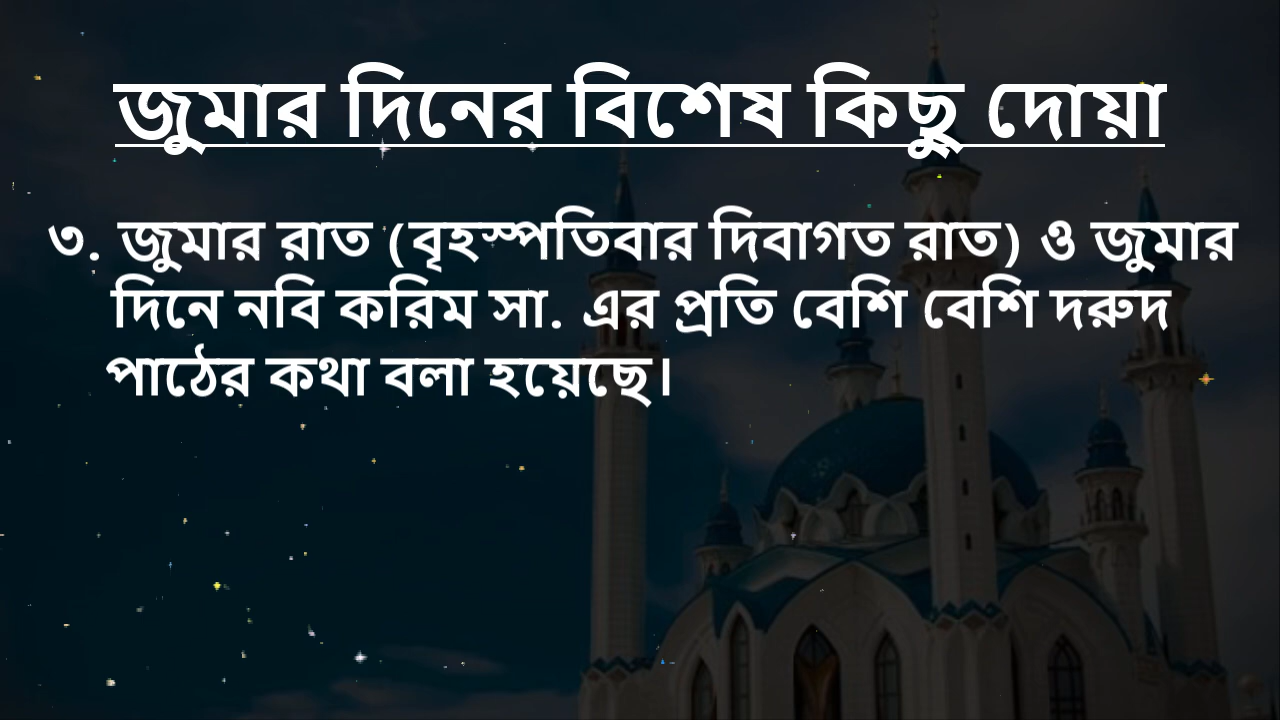 জুমার দিনের বিশেষ কিছু দোয়া
৩. জুমার রাত (বৃহস্পতিবার দিবাগত রাত) ও জুমার
দিনে নবি করিম সা. এর প্রতি বেশি বেশি দরুদ
পাঠের কথা বলা হয়েছে।